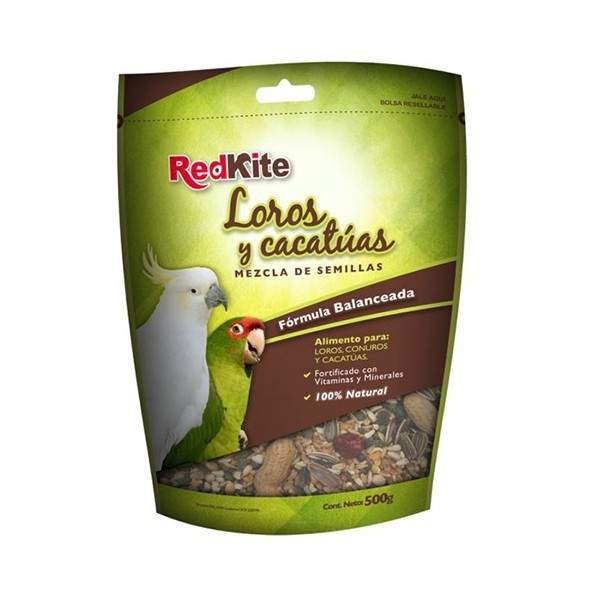 JALE AQUÍ
BOLSA RESELLABLE
RedKite
Loros
y cacatúas
MEZCLA DE SEMILLAS
Fórmula Balanceada
Alimento para:
LOROS, CONUROS
Y CACATÚAS.
Fortificado con
Vitaminas y Minerales
100% Natural
Cont. Neto: 500g